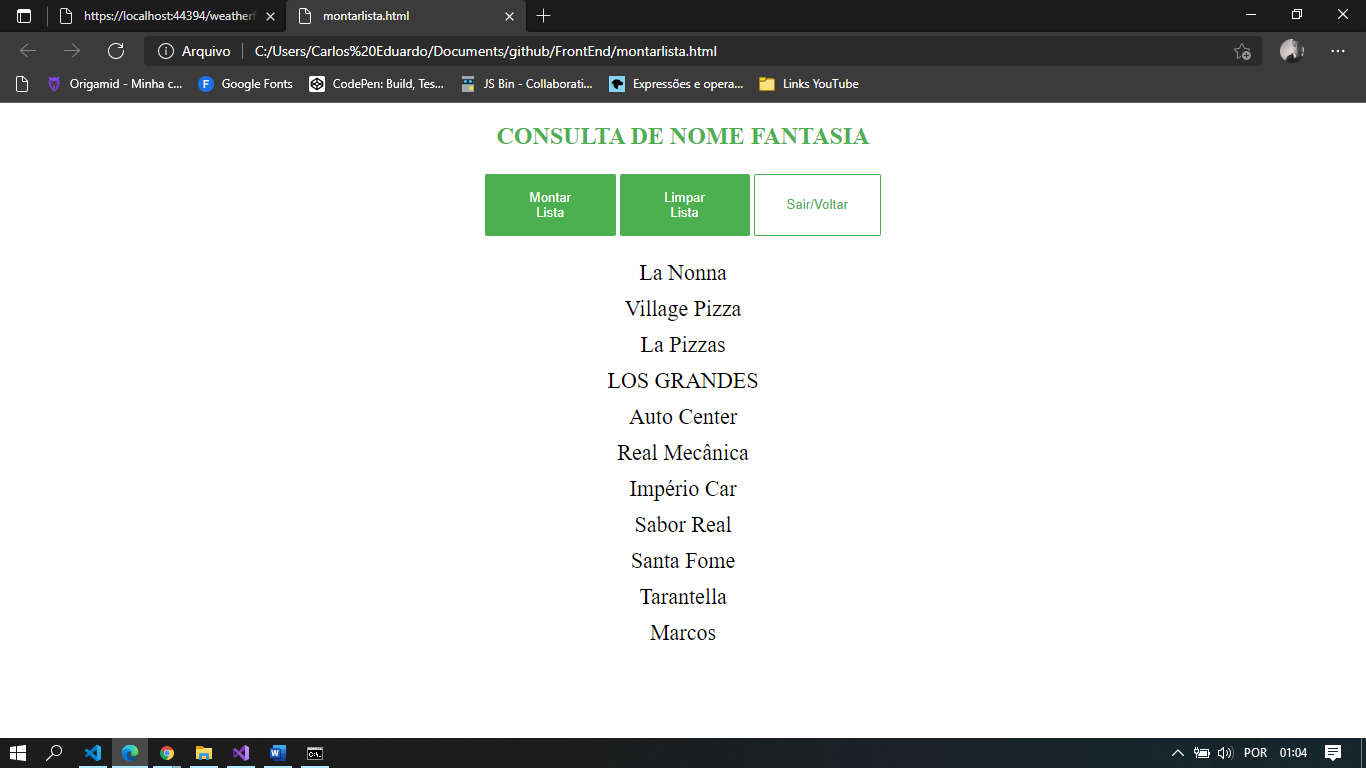 https://localhost:44394/weatherf
montarlista.html
Arquivo
C:/Users/Carlos%20Eduardo/Documents/github/FrontEnd/montarlista.html
Origamid - Minha c...
Google Fonts
CodePen: Build, Tes...
JS Bin - Collaborati...
Expressões e opera...
Links YouTube
CONSULTA DE NOME FANTASIA
Montar
Lista
Limpar
Lista
Sair/Voltar
La Nonna
Village Pizza
La Pizzas
LOS GRANDES
Auto Center
Real Mecânica
Império Car
Sabor Real
Santa Fome
Tarantella
Marcos
POR
01:04